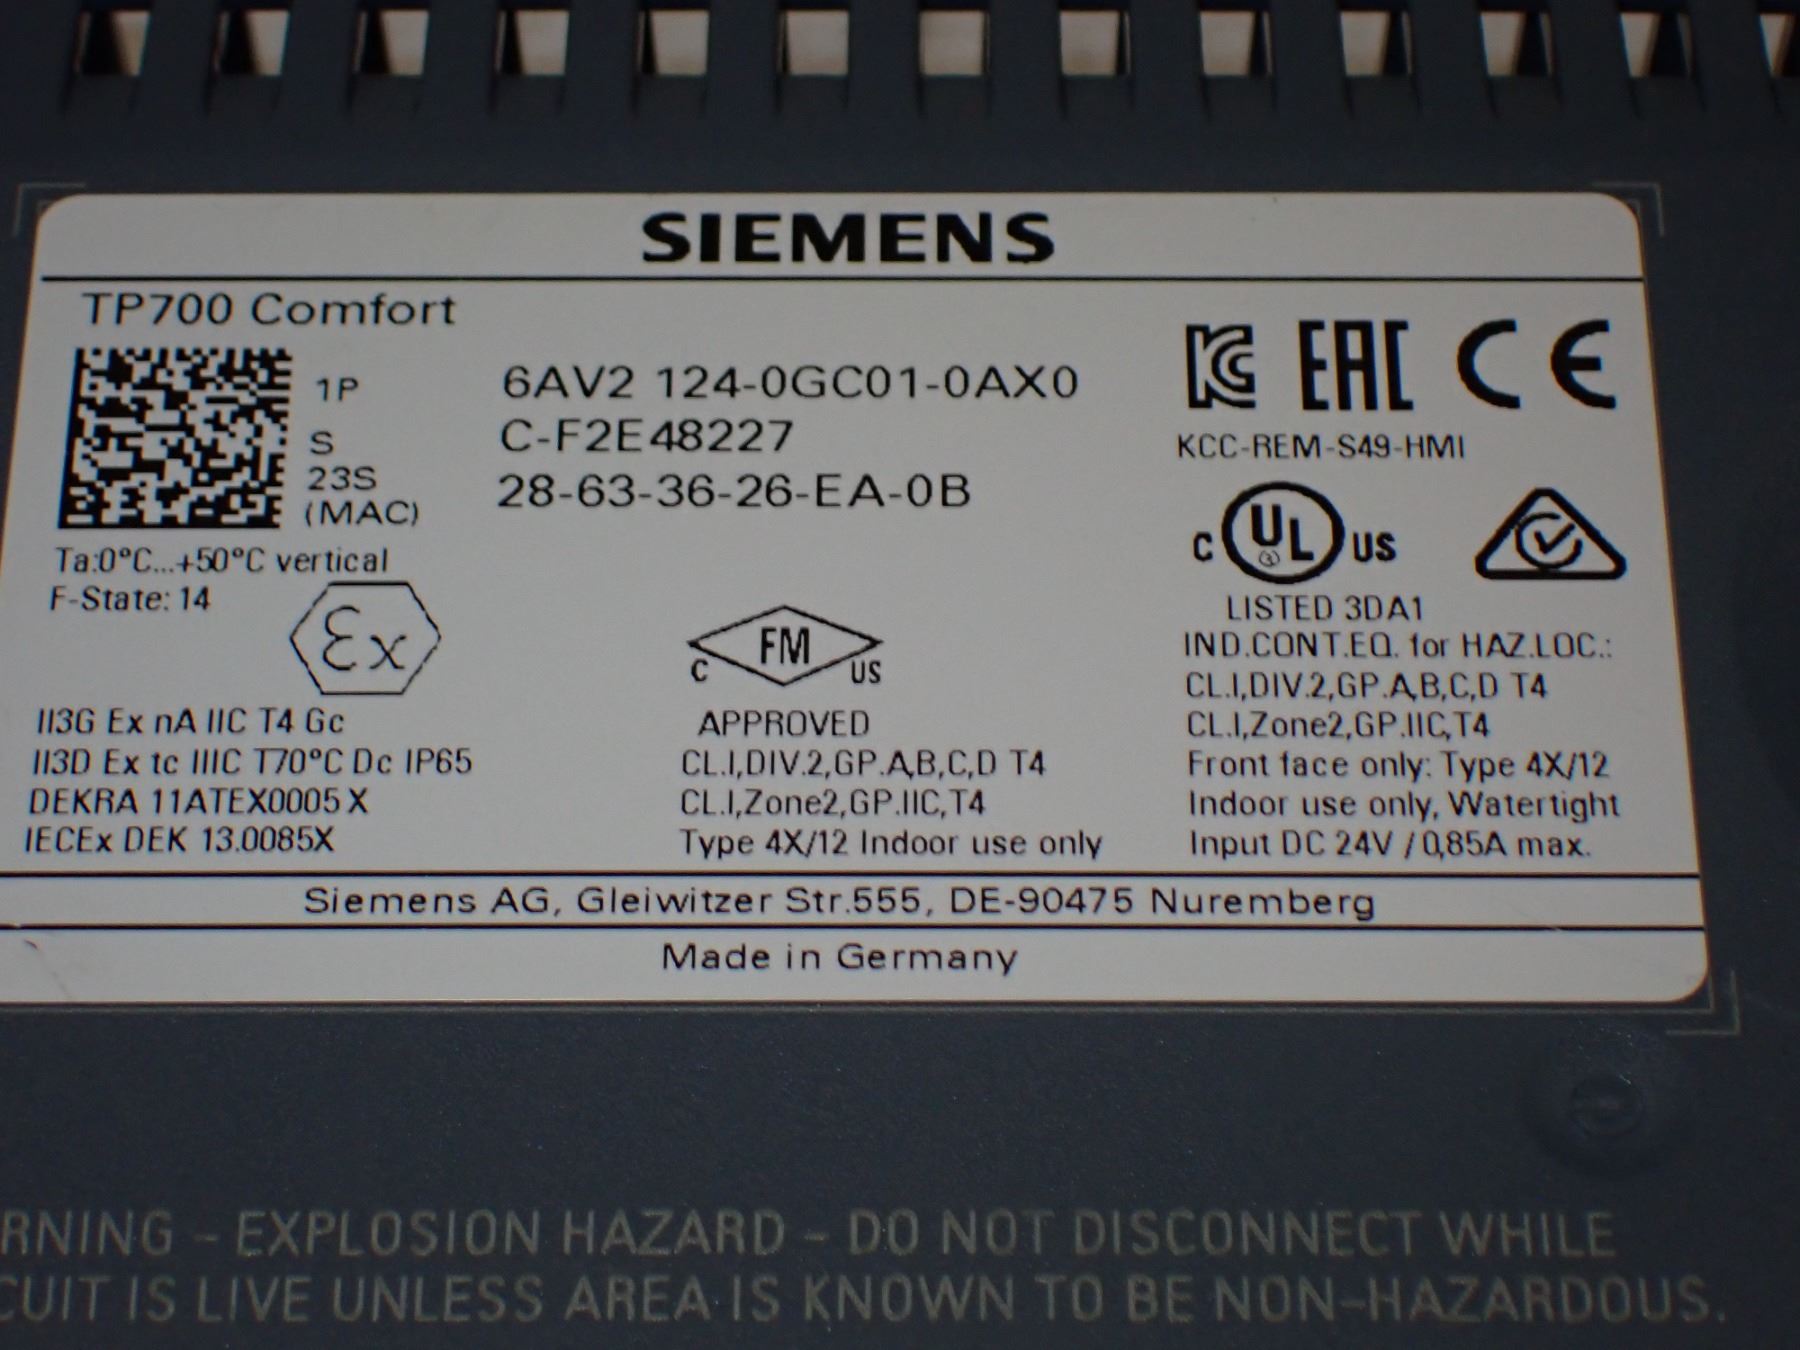 SIEMENS
TP700 Comfort
1P 6AV2 124-0GC01-0AX0
S C-F2E48227
23S
(MAC) 28-63-36-26-EA-0B
Ta:0°C...+50°C vertical
F-State: 14
Ex
II3G Ex nA IIC T4 Gc
II3D Ex tc IIIC T70°C Dc IP65
DEKRA 11ATEX0005 X
IECEx DEK 13.0085X
C FM US
APPROVED
CL.I,DIV.2,GP.A,B,C,D T4
CL.I,Zone2,GP.IIC,T4
Type 4X/12 Indoor use only
KC EAC CE
KCC-REM-S49-HMI
C UL US
LISTED 3DA1
IND.CONT.EQ. for HAZ.LOC.:
CL.I,DIV.2,GP.A,B,C,D T4
CL.I,Zone2,GP.IIC,T4
Front face only: Type 4X/12
Indoor use only, Watertight
Input DC 24V / 0,85A max.
Siemens AG, Gleiwitzer Str.555, DE-90475 Nuremberg
Made in Germany
RNING - EXPLOSION HAZARD - DO NOT DISCONNECT WHILE
CUIT IS LIVE UNLESS AREA IS KNOWN TO BE NON-HAZARDOUS.